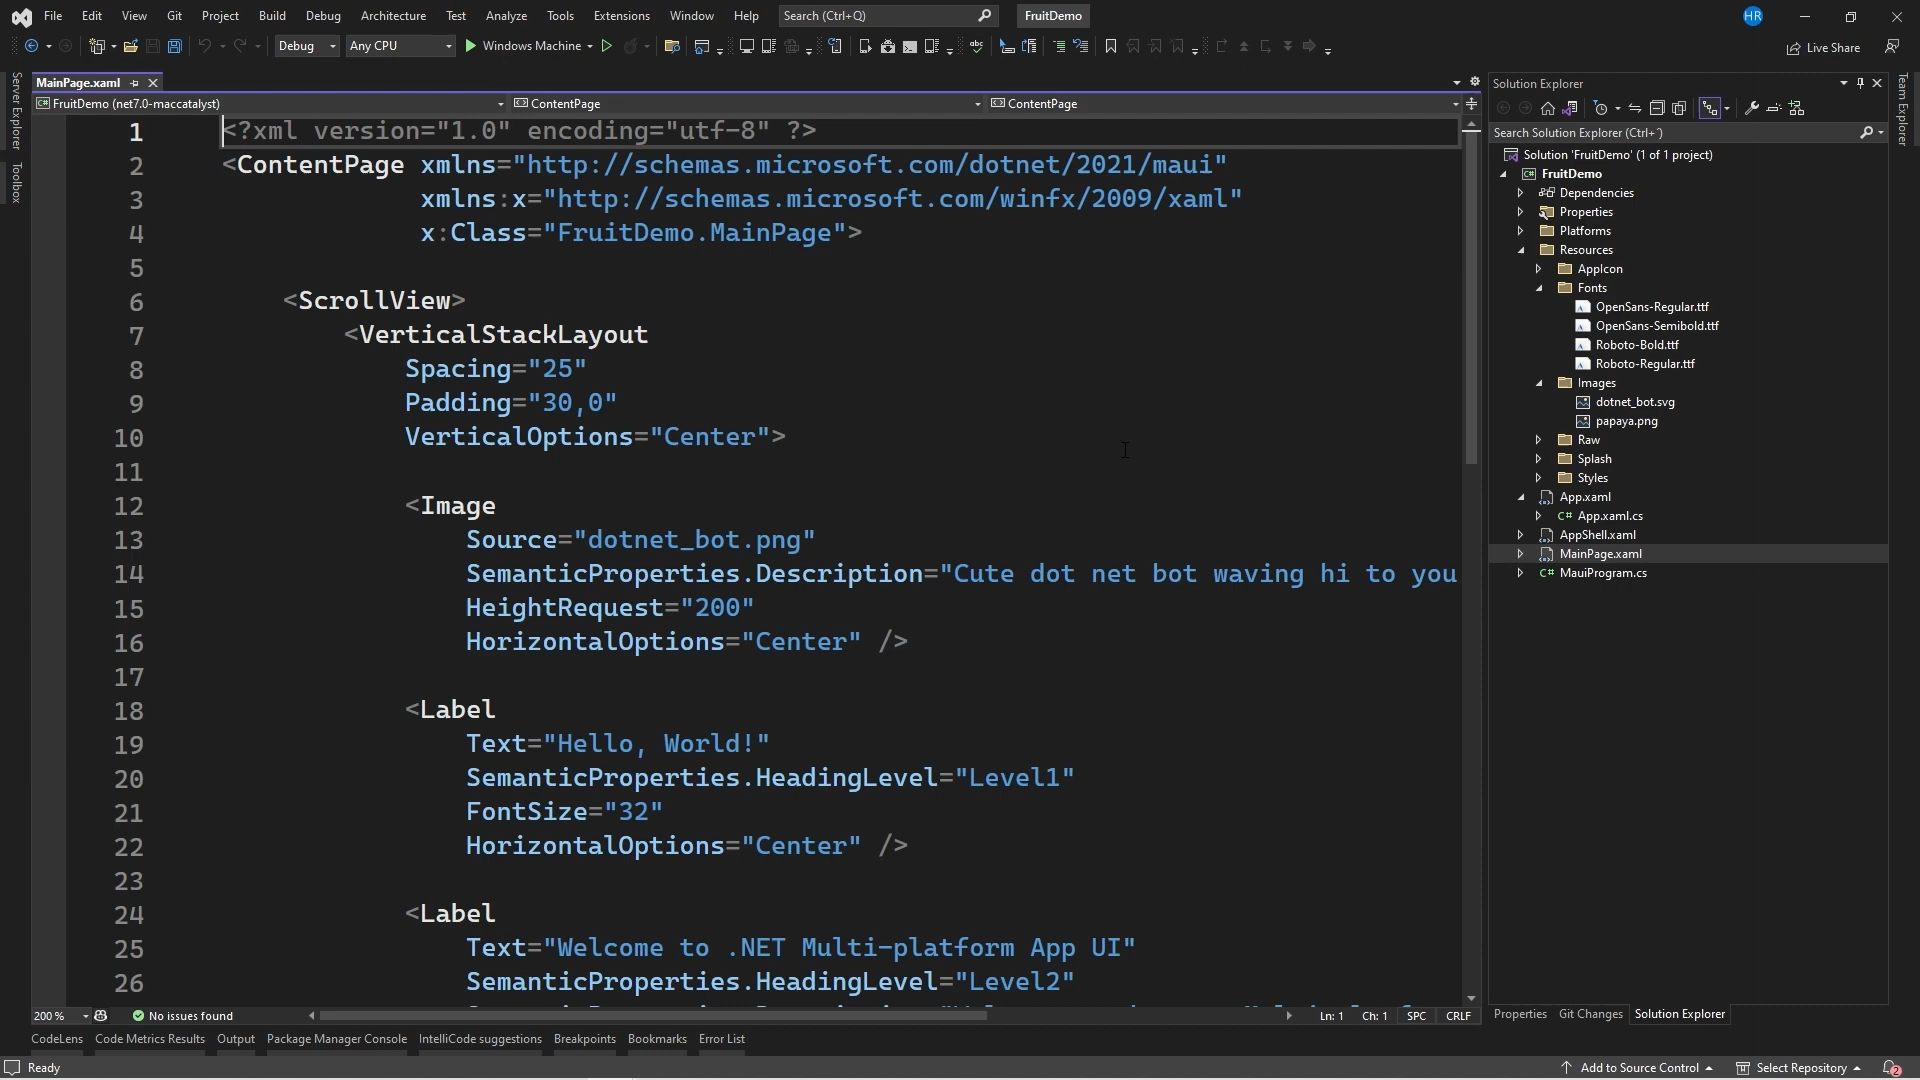 File Edit View Git Project Build Debug Architecture Test Analyze Tools Extensions Window Help Search (Ctrl+Q) FruitDemo HR
Debug Any CPU Windows Machine Live Share
Server Explorer
Toolbox
MainPage.xaml
FruitDemo (net7.0-maccatalyst) ContentPage ContentPage
1 <?xml version="1.0" encoding="utf-8" ?>
2 <ContentPage xmlns="http://schemas.microsoft.com/dotnet/2021/maui"
3 xmlns:x="http://schemas.microsoft.com/winfx/2009/xaml"
4 x:Class="FruitDemo.MainPage">
5
6 <ScrollView>
7 <VerticalStackLayout
8 Spacing="25"
9 Padding="30,0"
10 VerticalOptions="Center">
11
12 <Image
13 Source="dotnet_bot.png"
14 SemanticProperties.Description="Cute dot net bot waving hi to you
15 HeightRequest="200"
16 HorizontalOptions="Center" />
17
18 <Label
19 Text="Hello, World!"
20 SemanticProperties.HeadingLevel="Level1"
21 FontSize="32"
22 HorizontalOptions="Center" />
23
24 <Label
25 Text="Welcome to .NET Multi-platform App UI"
26 SemanticProperties.HeadingLevel="Level2"
200 % No issues found Ln: 1 Ch: 1 SPC CRLF
Solution Explorer
Search Solution Explorer (Ctrl+´)
Solution 'FruitDemo' (1 of 1 project)
C# FruitDemo
Dependencies
Properties
Platforms
Resources
AppIcon
Fonts
OpenSans-Regular.ttf
OpenSans-Semibold.ttf
Roboto-Bold.ttf
Roboto-Regular.ttf
Images
dotnet_bot.svg
papaya.png
Raw
Splash
Styles
App.xaml
C# App.xaml.cs
AppShell.xaml
MainPage.xaml
C# MauiProgram.cs
Properties Git Changes Solution Explorer
Team Explorer
CodeLens Code Metrics Results Output Package Manager Console IntelliCode suggestions Breakpoints Bookmarks Error List
Ready Add to Source Control Select Repository 2